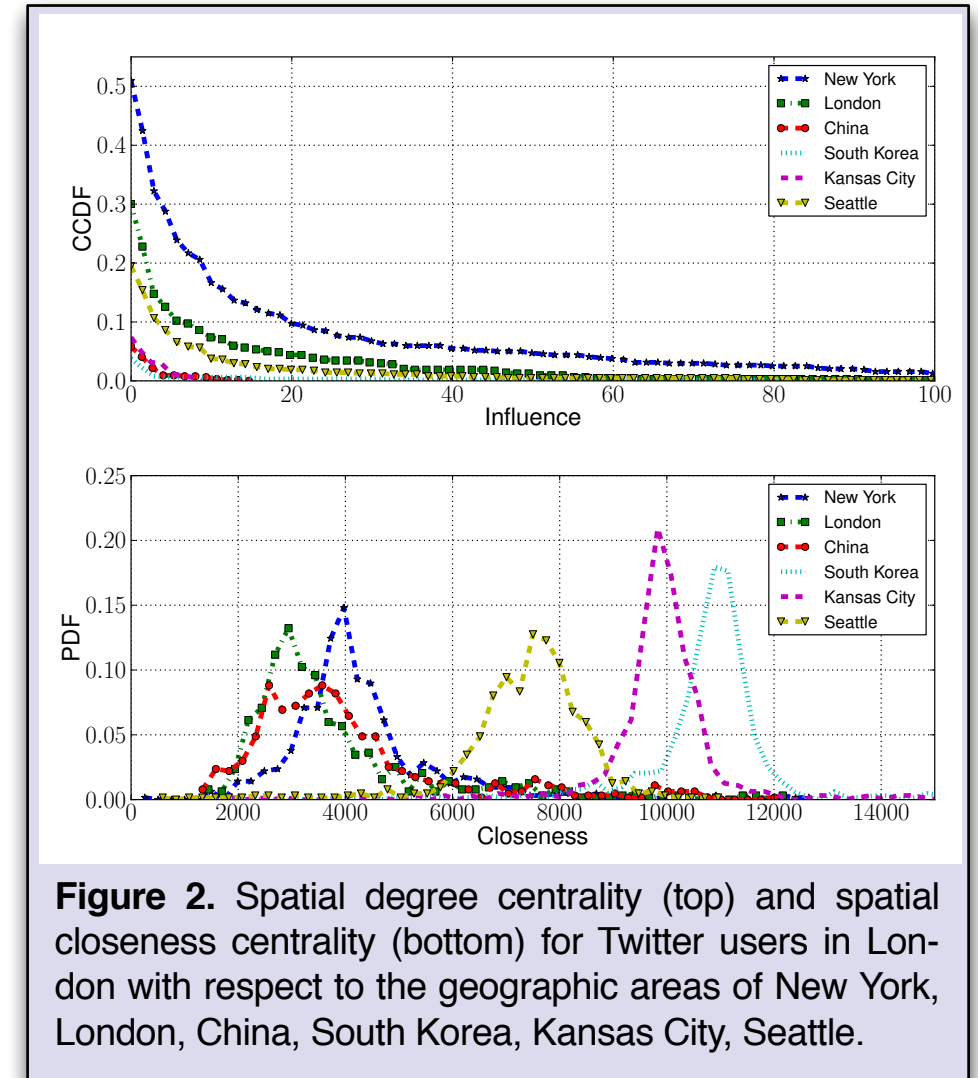 0.5
0.4
0.3
0.2
0.1
0.0
CCDF
New York
London
China
South Korea
Kansas City
Seattle
0 20 40 60 80 100
Influence
0.25
0.20
0.15
0.10
0.05
0.00
PDF
New York
London
China
South Korea
Kansas City
Seattle
0 2000 4000 6000 8000 10000 12000 14000
Closeness
Figure 2. Spatial degree centrality (top) and spatial
closeness centrality (bottom) for Twitter users in Lon-
don with respect to the geographic areas of New York,
London, China, South Korea, Kansas City, Seattle.